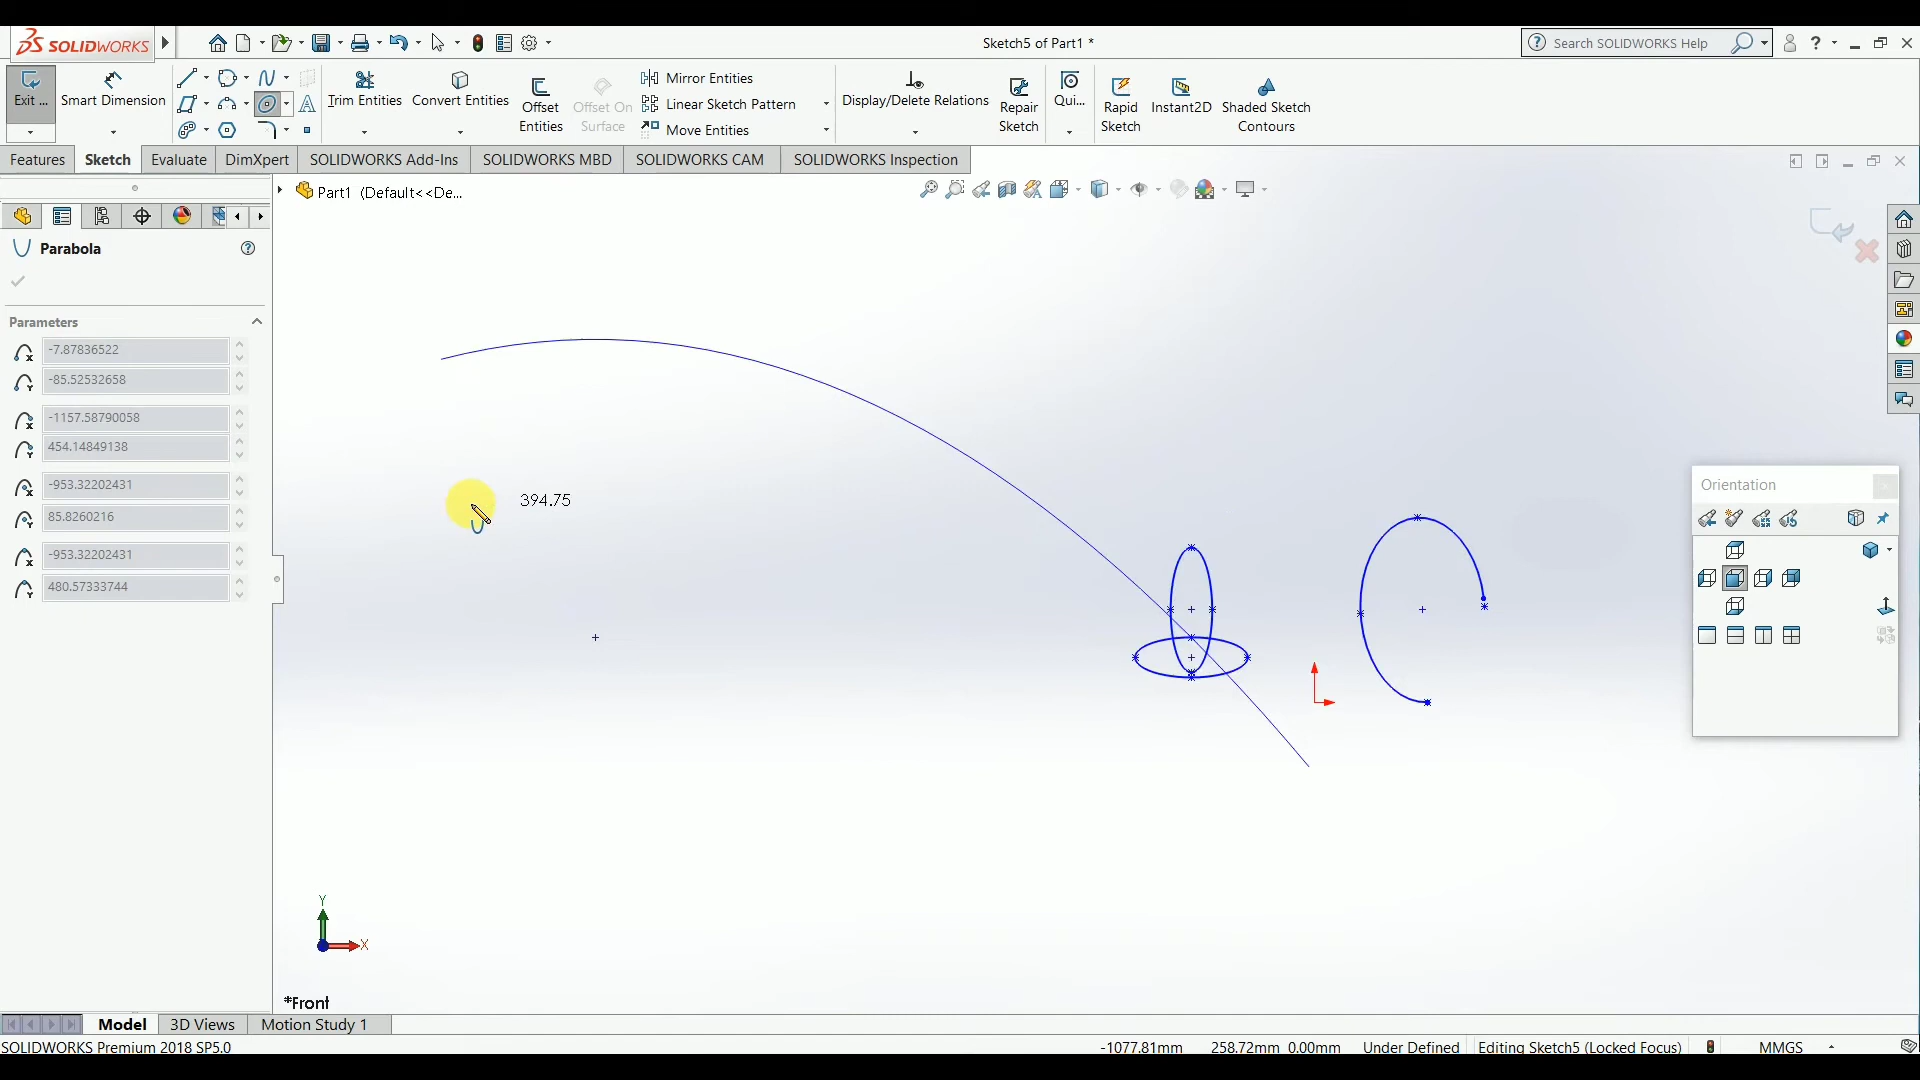 SOLIDWORKS
Sketch5 of Part1 *
Search SOLIDWORKS Help
Exit ...
Smart Dimension
Trim Entities
Convert Entities
Offset Entities
Offset On Surface
Mirror Entities
Linear Sketch Pattern
Move Entities
Display/Delete Relations
Repair Sketch
Qui...
Rapid Sketch
Instant2D
Shaded Sketch Contours
Features
Sketch
Evaluate
DimXpert
SOLIDWORKS Add-Ins
SOLIDWORKS MBD
SOLIDWORKS CAM
SOLIDWORKS Inspection
Part1 (Default<<De...
Parabola
Parameters
-7.87836522
-85.52532658
-1157.58790058
454.14849138
-953.32202431
85.8260216
-953.32202431
480.57333744
394.75
Orientation
Y
X
*Front
Model
3D Views
Motion Study 1
SOLIDWORKS Premium 2018 SP5.0
-1077.81mm
258.72mm
0.00mm
Under Defined
Editing Sketch5 (Locked Focus)
MMGS